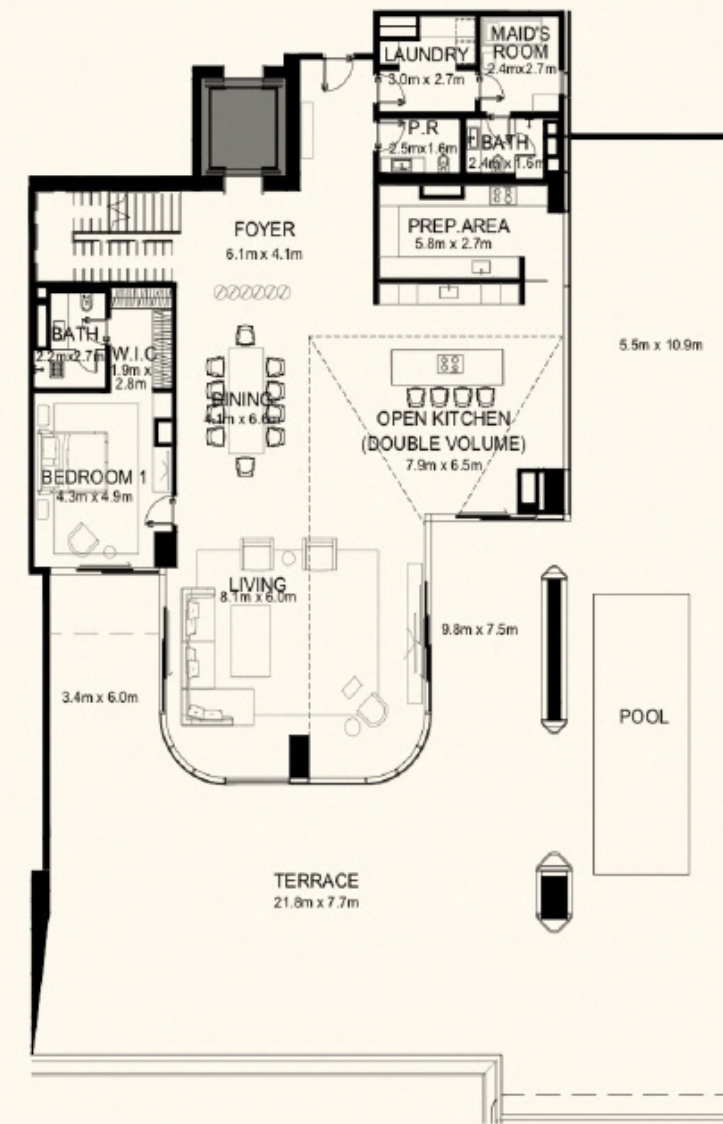 MAID'S
ROOM
2.4mx2.7m
LAUNDRY
3.0m x 2.7m
P.R
2.5mx1.6m
BATH
2.4m x 1.6m
FOYER
6.1m x 4.1m
PREP.AREA
5.8m x 2.7m
BATH
2.2mx2.7m
W.I.C
1.9m x
2.8m
5.5m x 10.9m
DINING
4.1m x 6.6m
OPEN KITCHEN
(DOUBLE VOLUME)
7.9m x 6.5m
BEDROOM 1
4.3m x 4.9m
LIVING
8.1m x 6.0m
9.8m x 7.5m
3.4m x 6.0m
POOL
TERRACE
21.8m x 7.7m